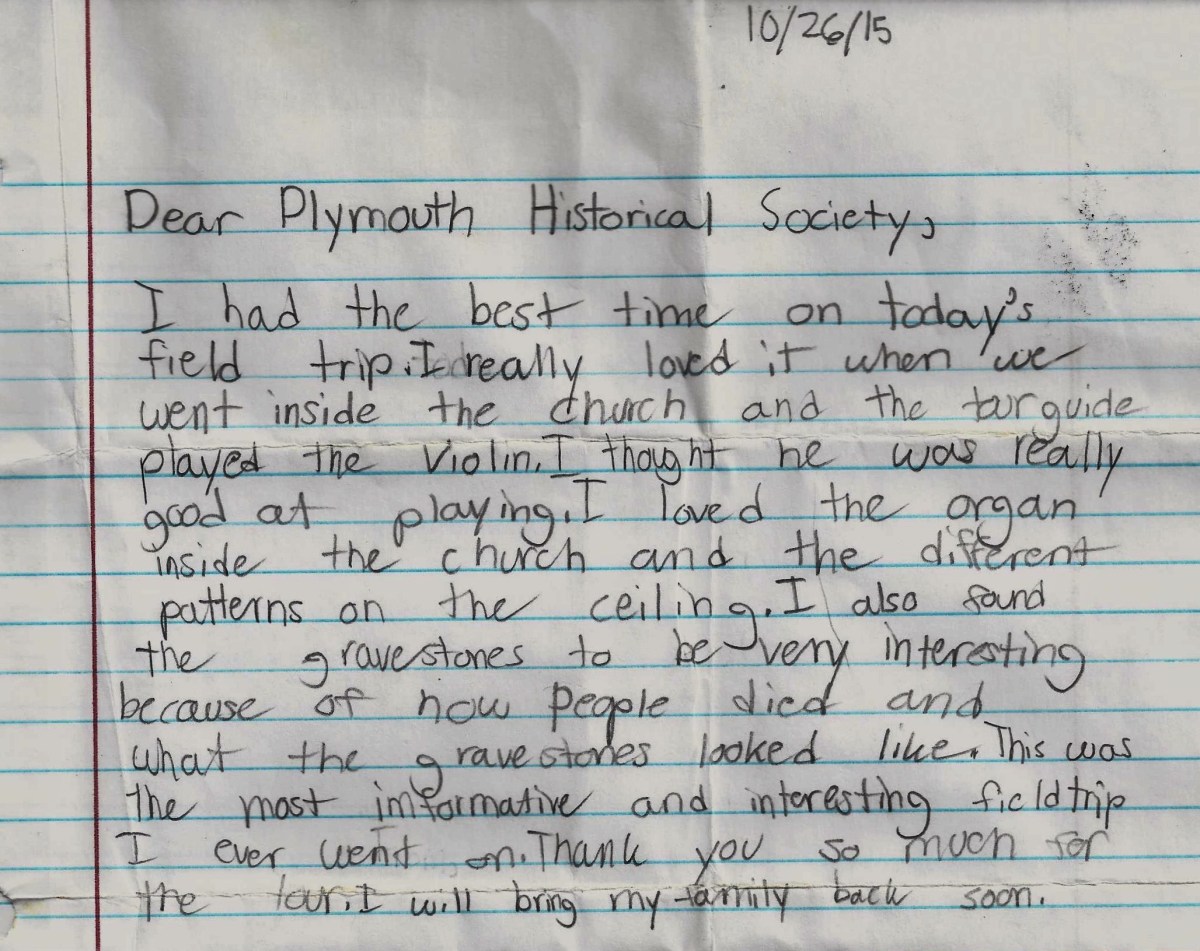 10/26/15
Dear Plymouth Historical Society,
I had the best time on today's
field trip. I really loved it when we
went inside the church and the tourguide
played the violin. I thought he was really
good at playing. I loved the organ
inside the church and the different
patterns on the ceiling. I also found
the gravestones to be very interesting
because of how people died and
what the gravestones looked like. This was
the most imformative and interesting fieldtrip
I ever went on. Thank you so much for
the tour. I will bring my family back soon.